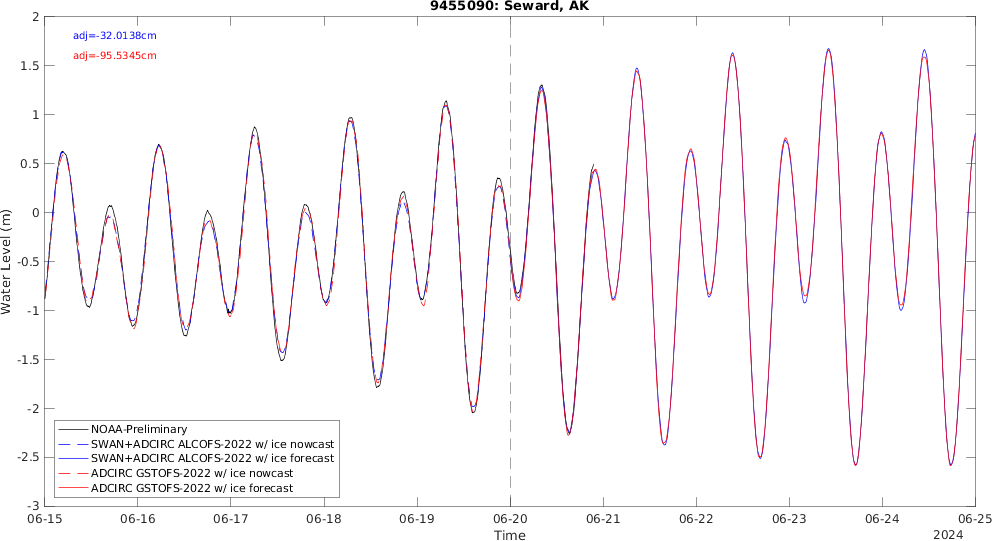 9455090: Seward, AK
adj=-32.0138cm
adj=-95.5345cm
Water Level (m)
2
1.5
1
0.5
0
-0.5
-1
-1.5
-2
-2.5
-3
NOAA-Preliminary
SWAN+ADCIRC ALCOFS-2022 w/ ice nowcast
SWAN+ADCIRC ALCOFS-2022 w/ ice forecast
ADCIRC GSTOFS-2022 w/ ice nowcast
ADCIRC GSTOFS-2022 w/ ice forecast
06-15 06-16 06-17 06-18 06-19 06-20 06-21 06-22 06-23 06-24 06-25
Time
2024